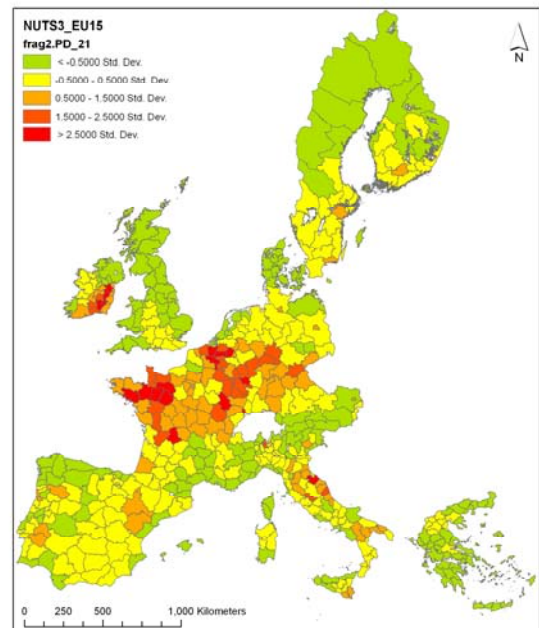 NUTS3_EU15
frag2.PD_21
< -0.5000 Std. Dev.
-0.5000 - 0.5000 Std. Dev.
0.5000 - 1.5000 Std. Dev.
1.5000 - 2.5000 Std. Dev.
> 2.5000 Std. Dev.
N
0 250 500 1,000 Kilometers